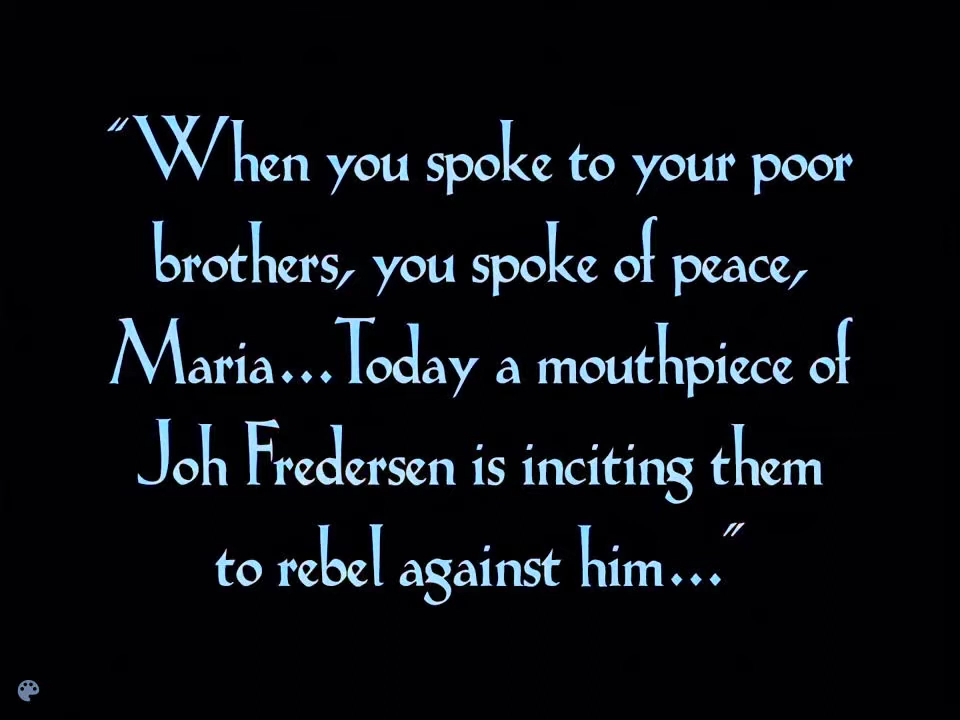 “When you spoke to your poor
brothers, you spoke of peace,
Maria...Today a mouthpiece of
Joh Fredersen is inciting them
to rebel against him...”